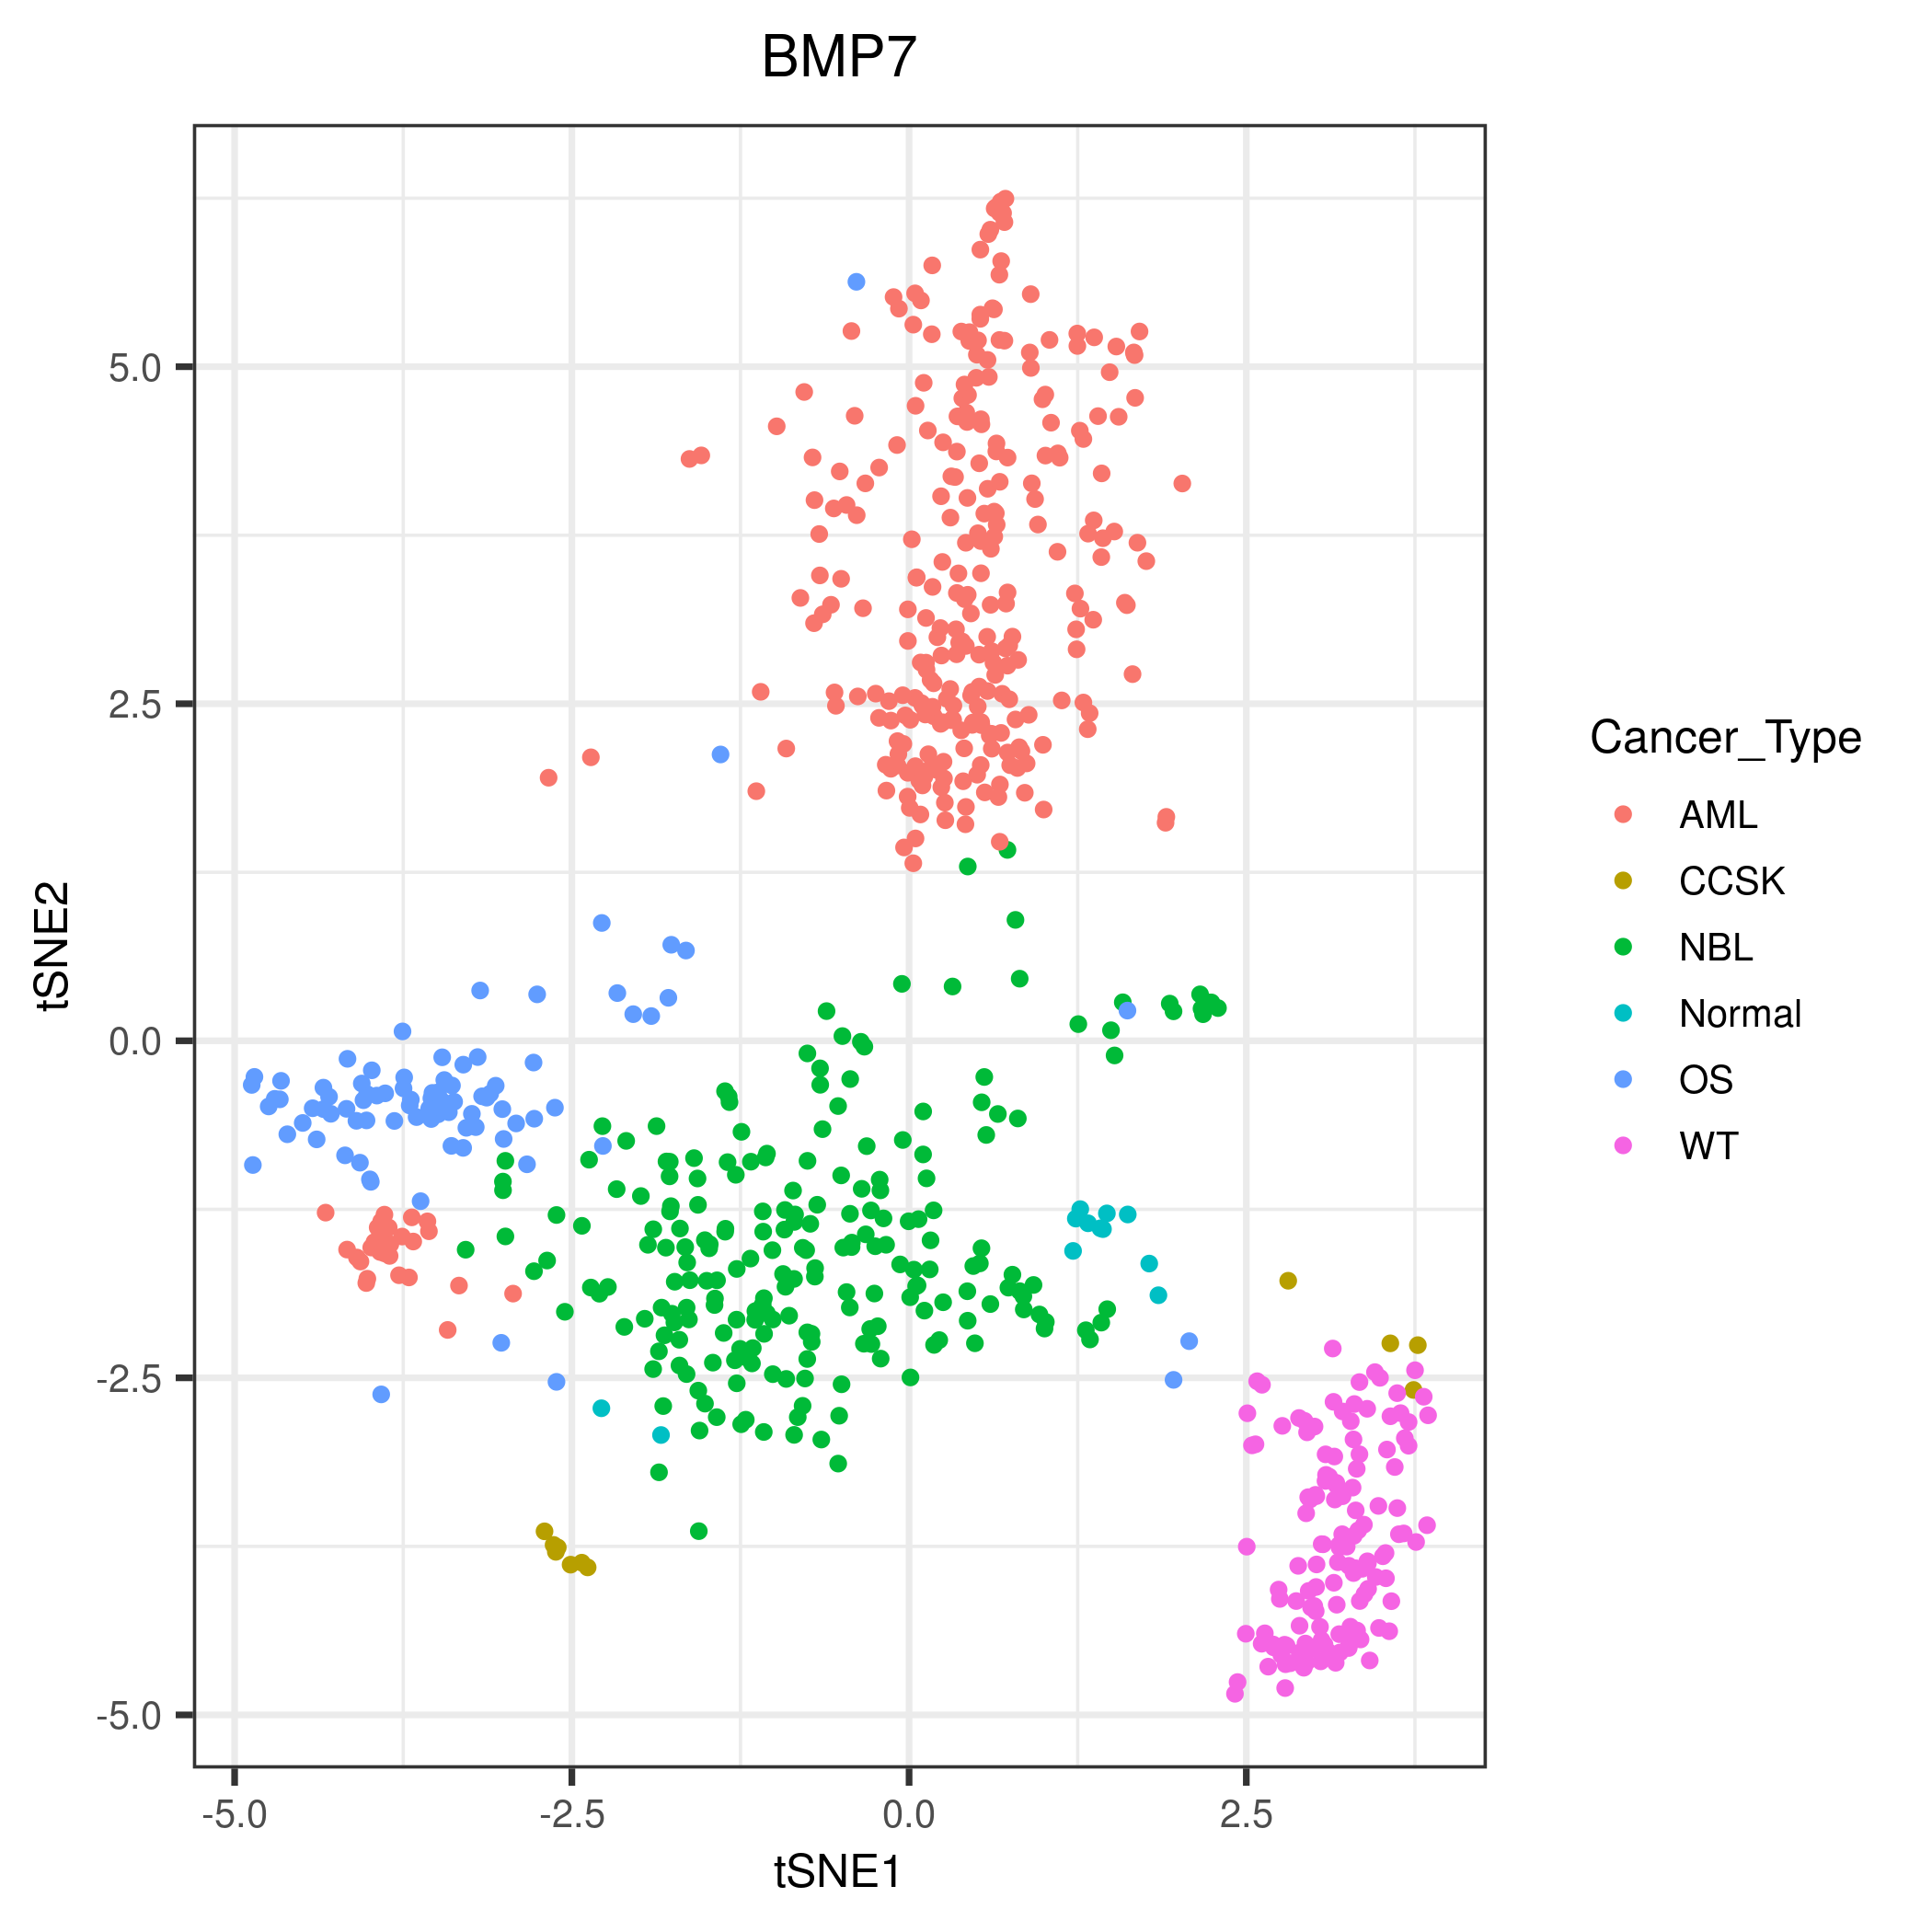 BMP7
5.0
2.5
0.0
-2.5
-5.0
tSNE2
-5.0
-2.5
0.0
2.5
tSNE1
Cancer_Type
AML
CCSK
NBL
Normal
OS
WT